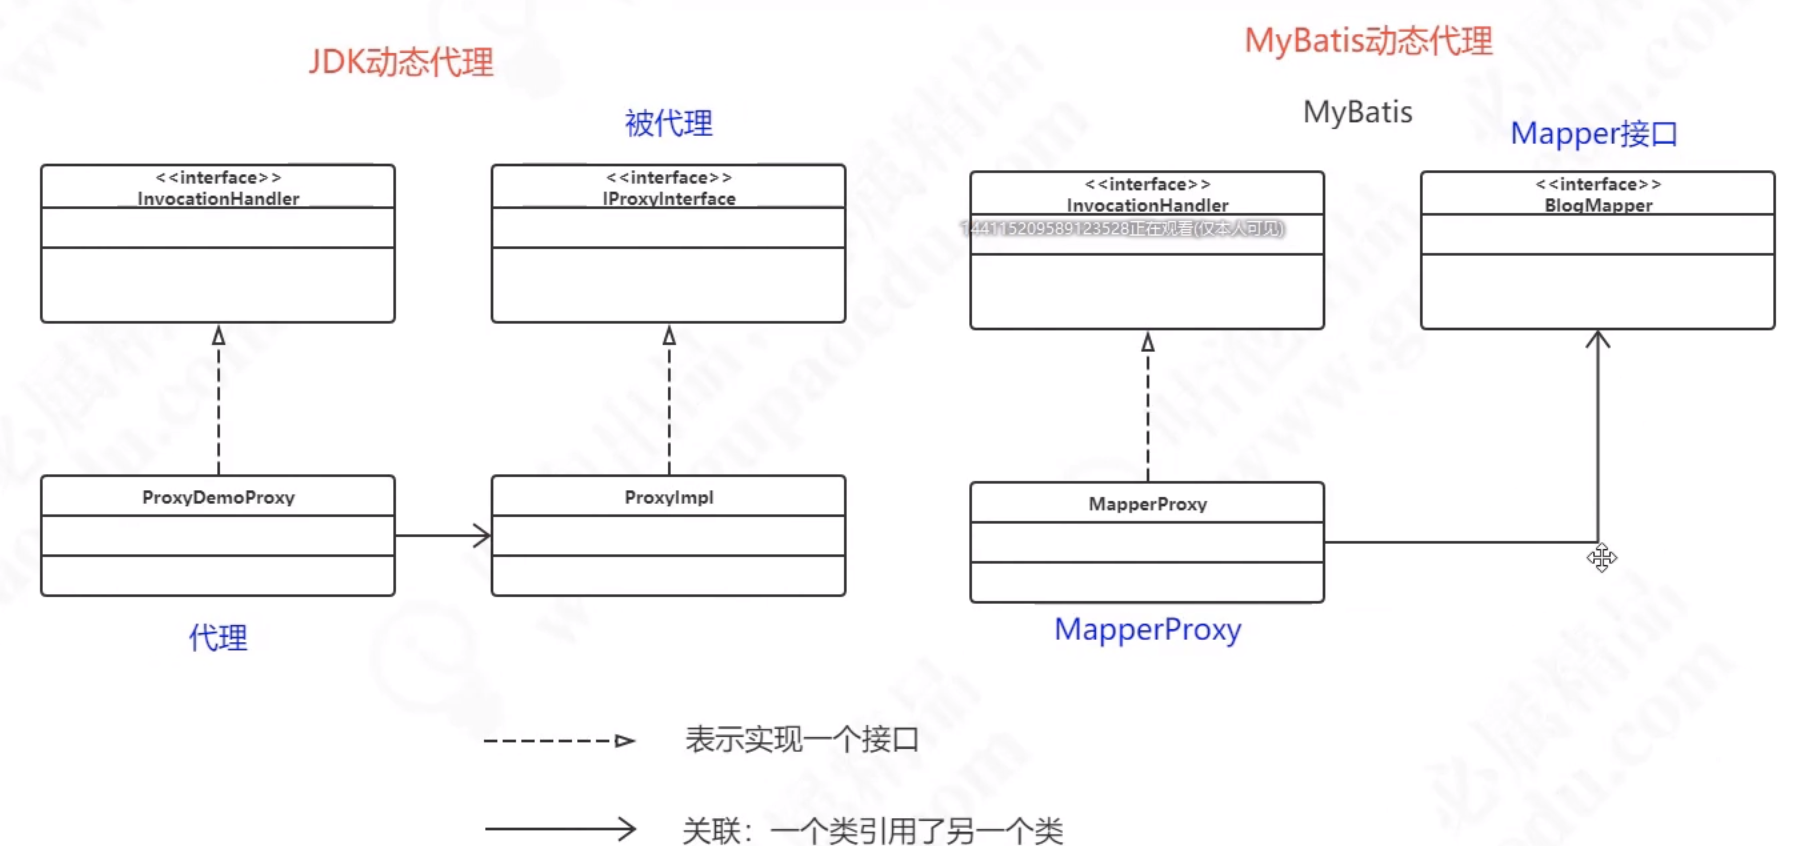 JDK动态代理
被代理
<<interface>>
InvocationHandler
<<interface>>
IProxyInterface
ProxyDemoProxy
ProxyImpl
代理
MyBatis动态代理
MyBatis
Mapper接口
<<interface>>
InvocationHandler
144115209589123528正在观看(仅本人可见)
<<interface>>
BlogMapper
MapperProxy
MapperProxy
表示实现一个接口
关联：一个类引用了另一个类